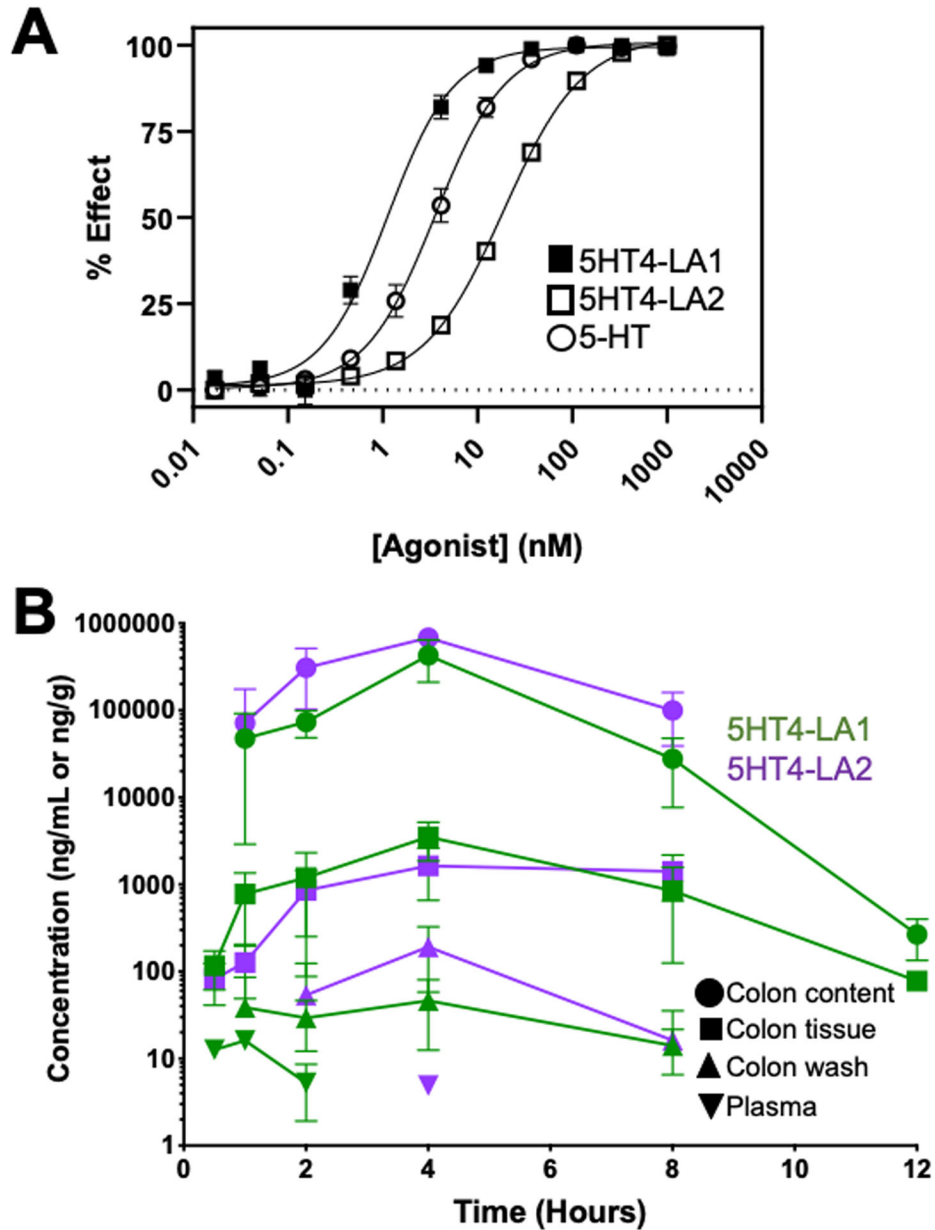 A
100
75
50
25
0
% Effect
5HT4-LA1
5HT4-LA2
5-HT
0.01
0.1
1
10
100
1000
10000
[Agonist] (nM)
B
1000000
100000
10000
1000
100
10
1
Concentration (ng/mL or ng/g)
5HT4-LA1
5HT4-LA2
Colon content
Colon tissue
Colon wash
Plasma
0
2
4
6
8
10
12
Time (Hours)